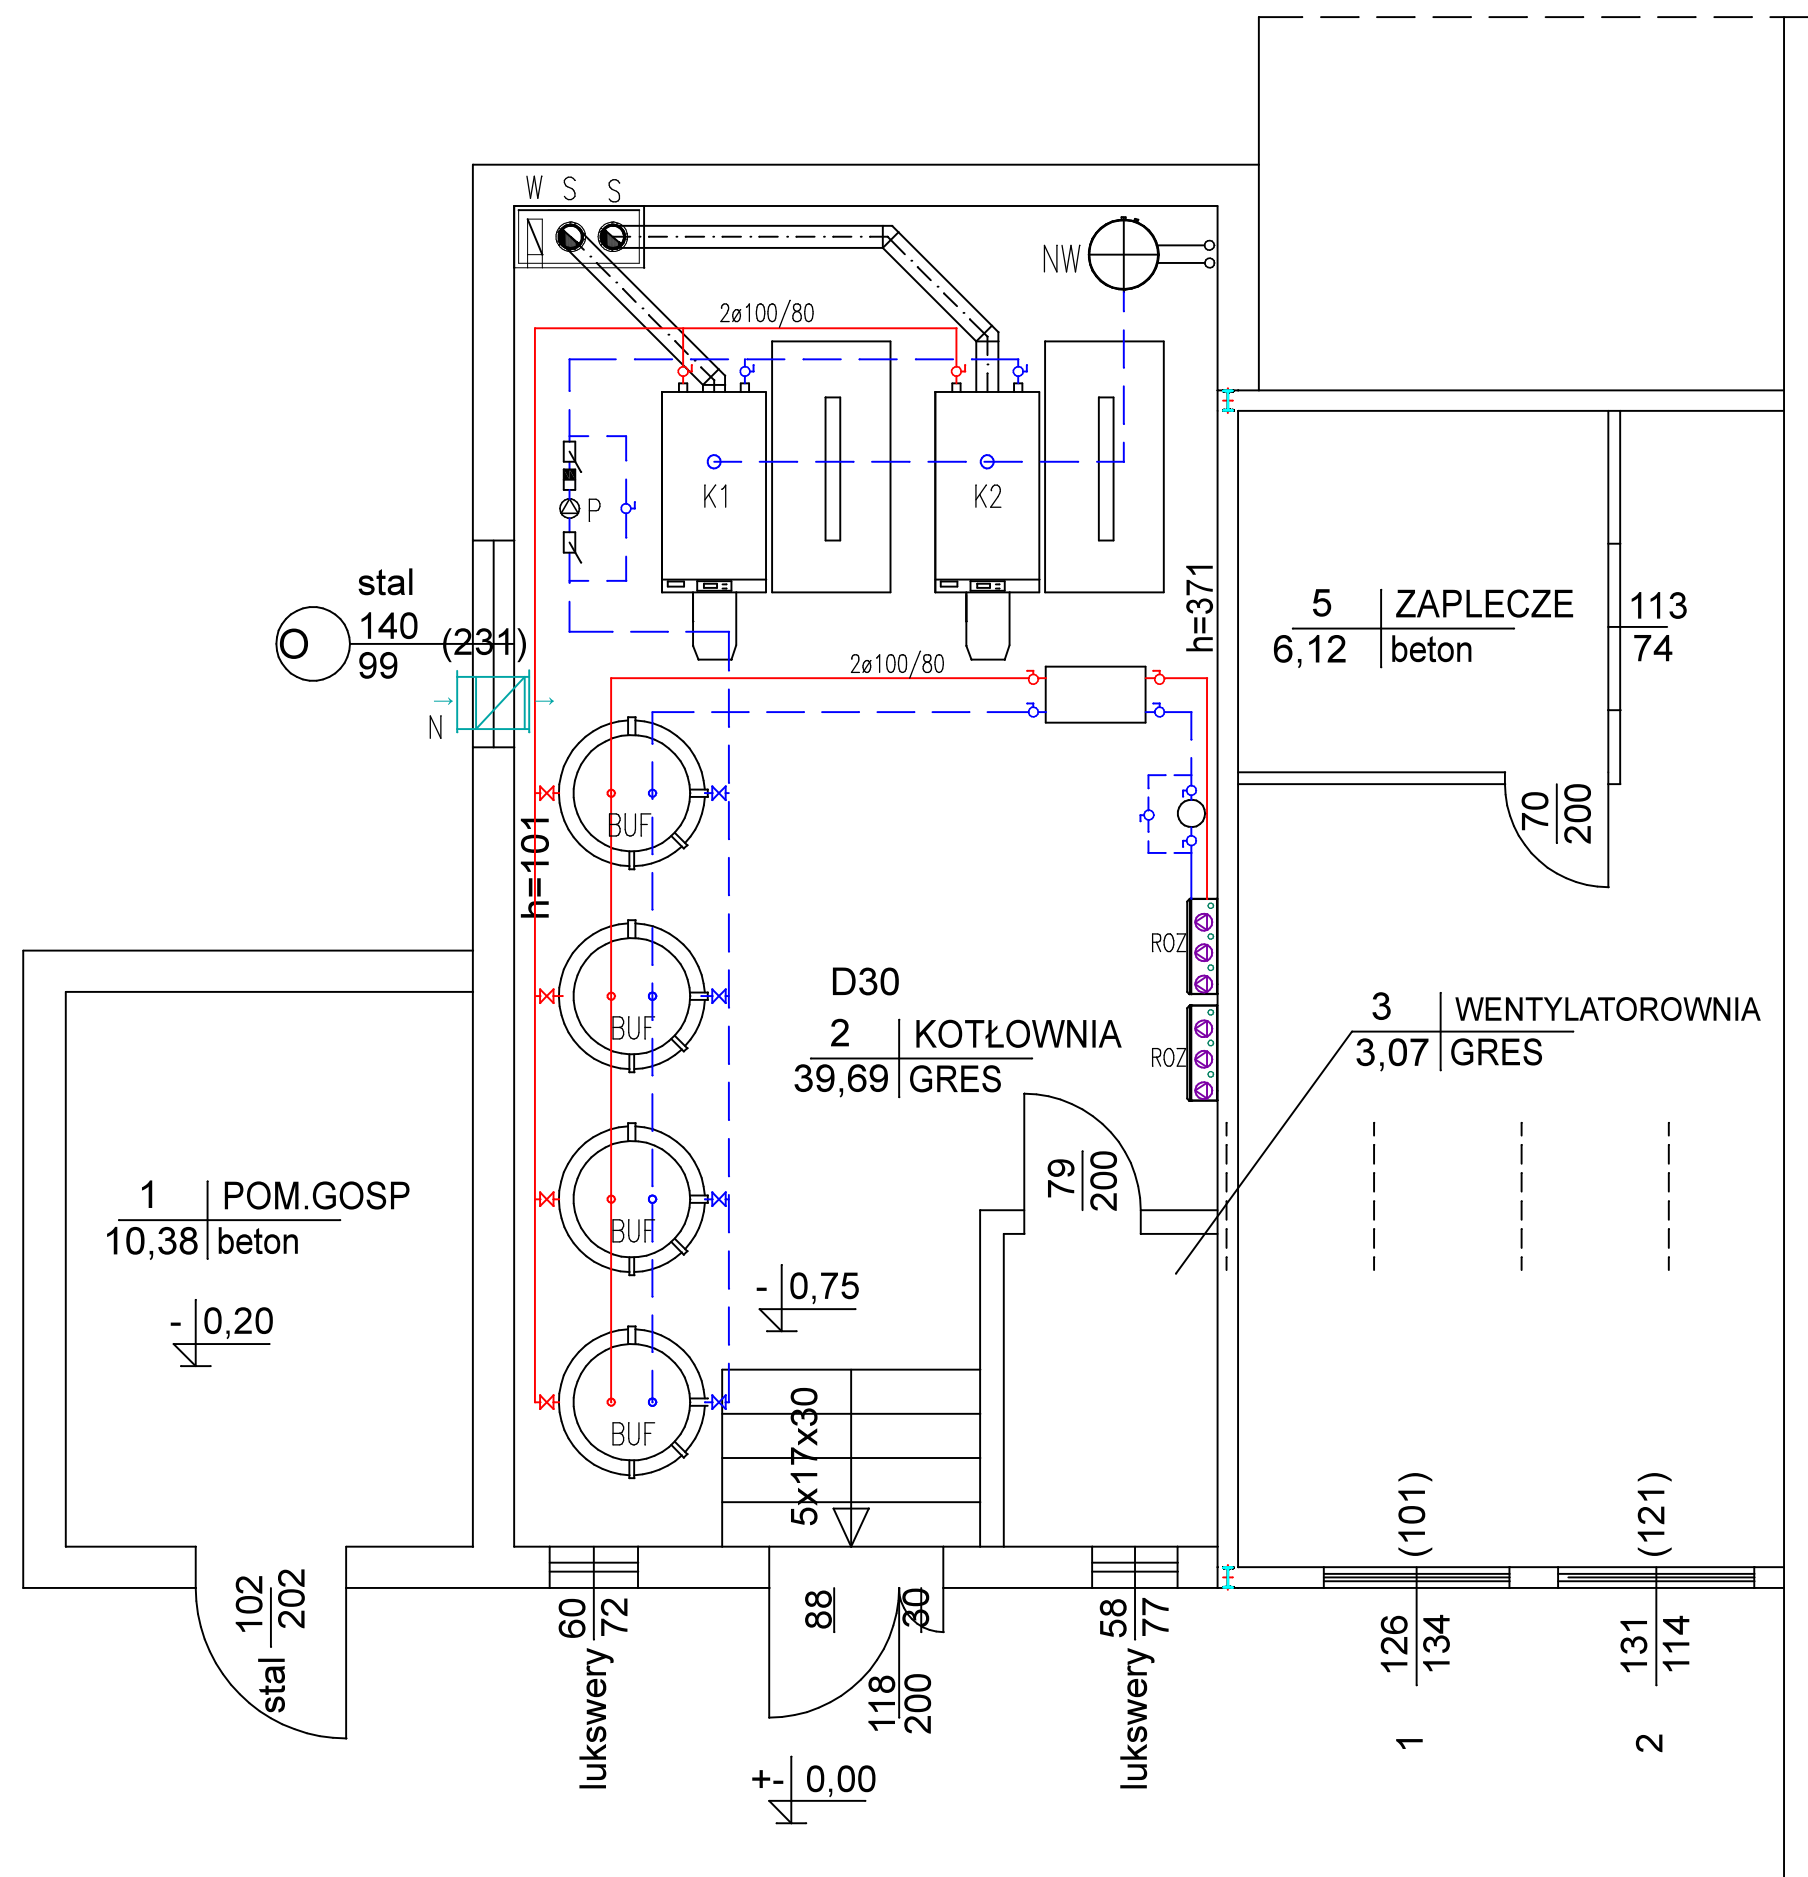 W S S
NW
2ø100/80
K1
K2
P
stal
140
99
(231)
O
N
h=371
5 ZAPLECZE
6,12 beton
113
74
2ø100/80
70
200
BUF
h=101
BUF
BUF
BUF
ROZ
ROZ
D30
2 KOTŁOWNIA
39,69 GRES
3 WENTYLATOROWNIA
3,07 GRES
79
200
1 POM.GOSP
10,38 beton
- 0,20
- 0,75
5x17x30
(101)
(121)
102
202
stal
60
72
lukswery
88
30
118
200
58
77
lukswery
126
134
131
114
1
2
+- 0,00